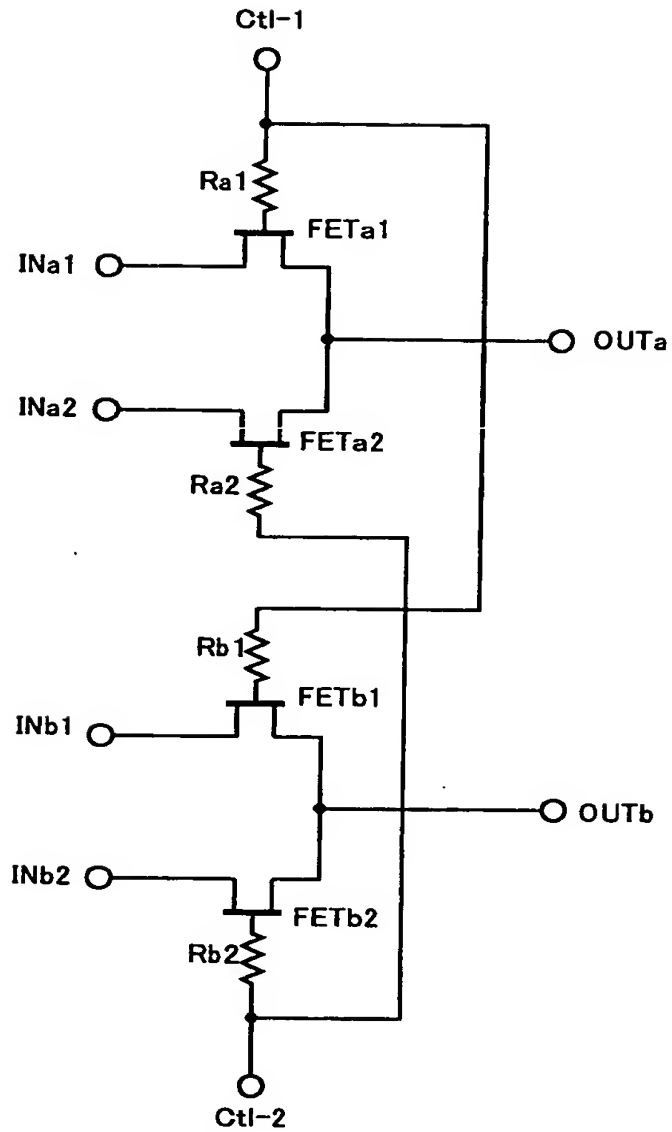 Ctl-1
Ra1
FETa1
INa1
OUTa
INa2
FETa2
Ra2
Rb1
FETb1
INb1
OUTb
INb2
FETb2
Rb2
Ctl-2